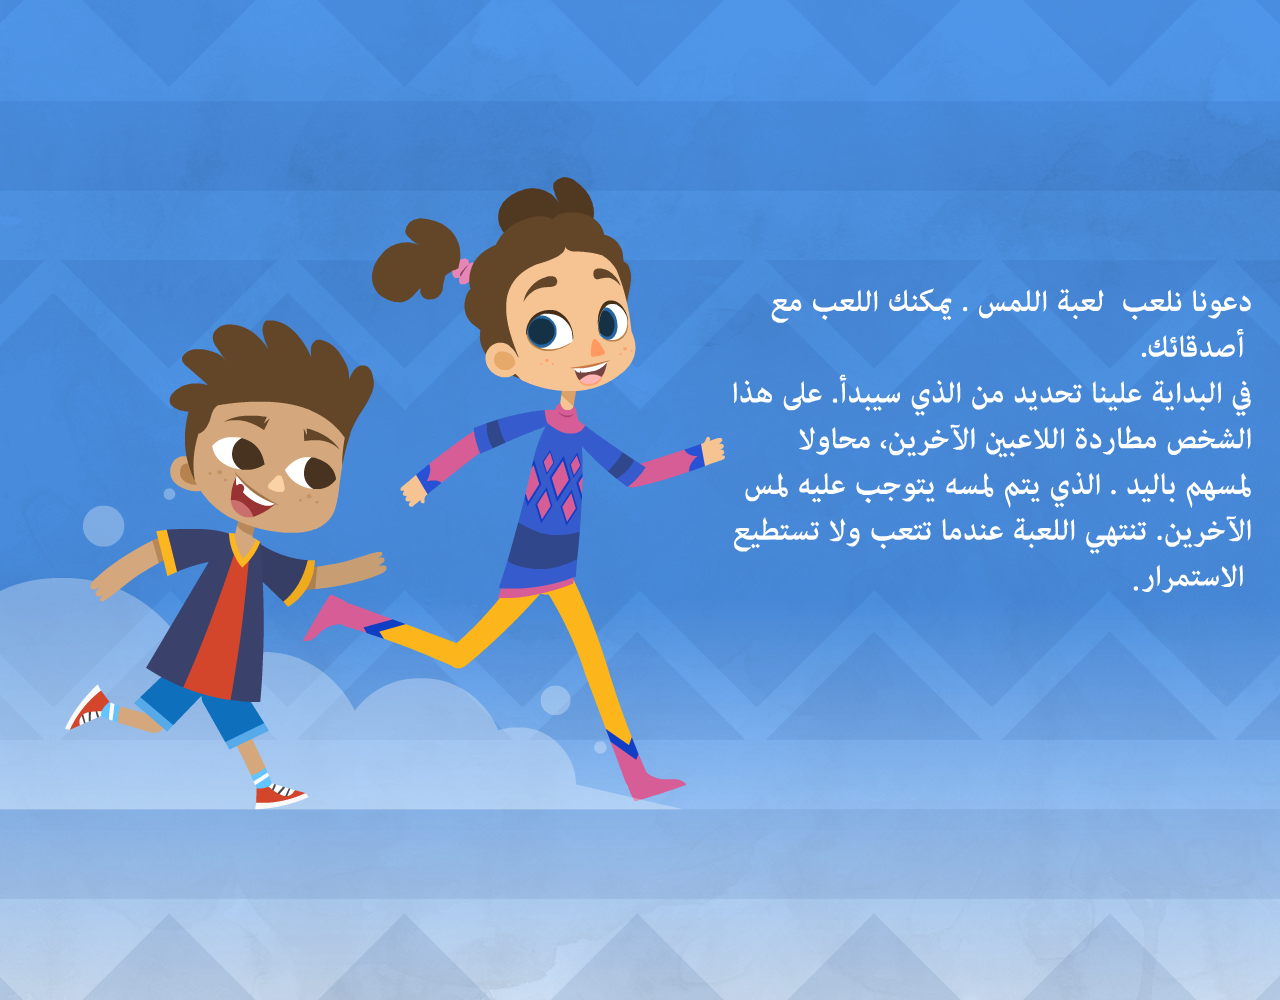 دعونا نلعب لعبة اللمس . يمكنك اللعب مع
أصدقائك.
في البداية علينا تحديد من الذي سيبدأ. على هذا
الشخص مطاردة اللاعبين الآخرين، محاولا
لمسهم باليد . الذي يتم لمسه يتوجب عليه لمس
الآخرين. تنتهي اللعبة عندما تتعب ولا تستطيع
الاستمرار.